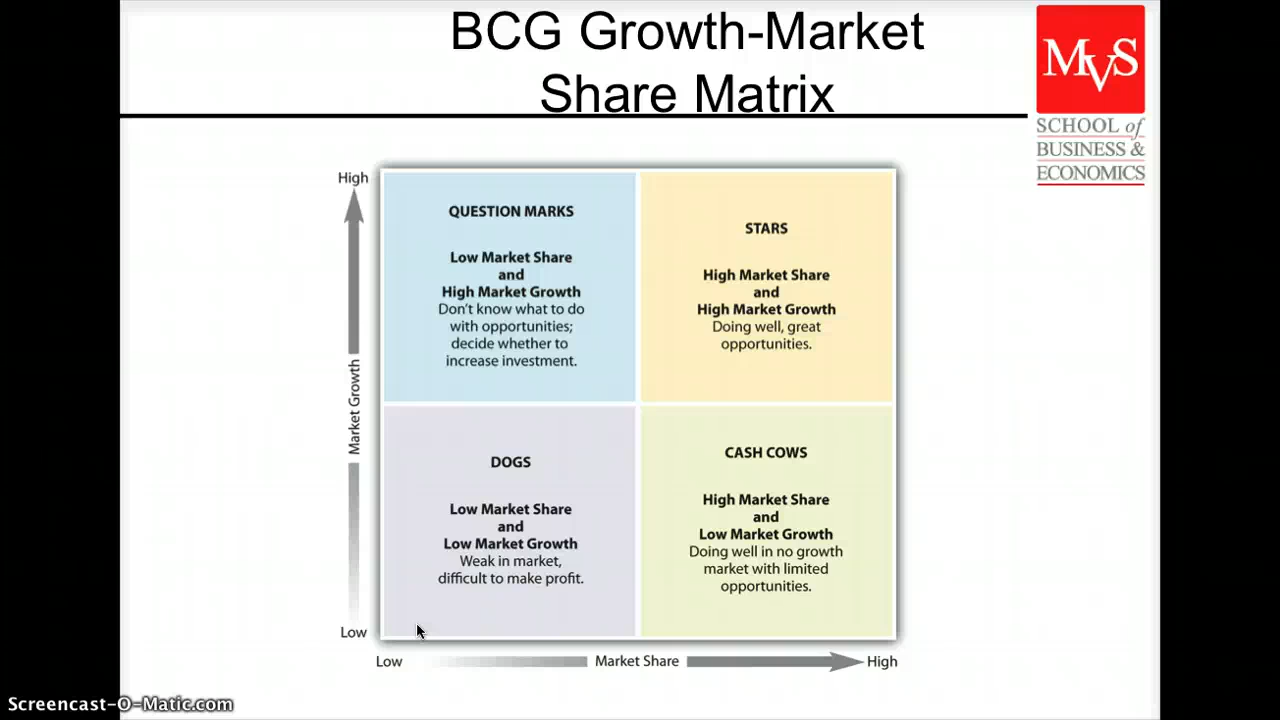 BCG Growth-Market
Share Matrix
MVS
SCHOOL of
BUSINESS &
ECONOMICS
High
QUESTION MARKS
Low Market Share
and
High Market Growth
Don't know what to do
with opportunities;
decide whether to
increase investment.
STARS
High Market Share
and
High Market Growth
Doing well, great
opportunities.
Market Growth
DOGS
Low Market Share
and
Low Market Growth
Weak in market,
difficult to make profit.
CASH COWS
High Market Share
and
Low Market Growth
Doing well in no growth
market with limited
opportunities.
Low
Low
Market Share
High
Screencast-O-Matic.com